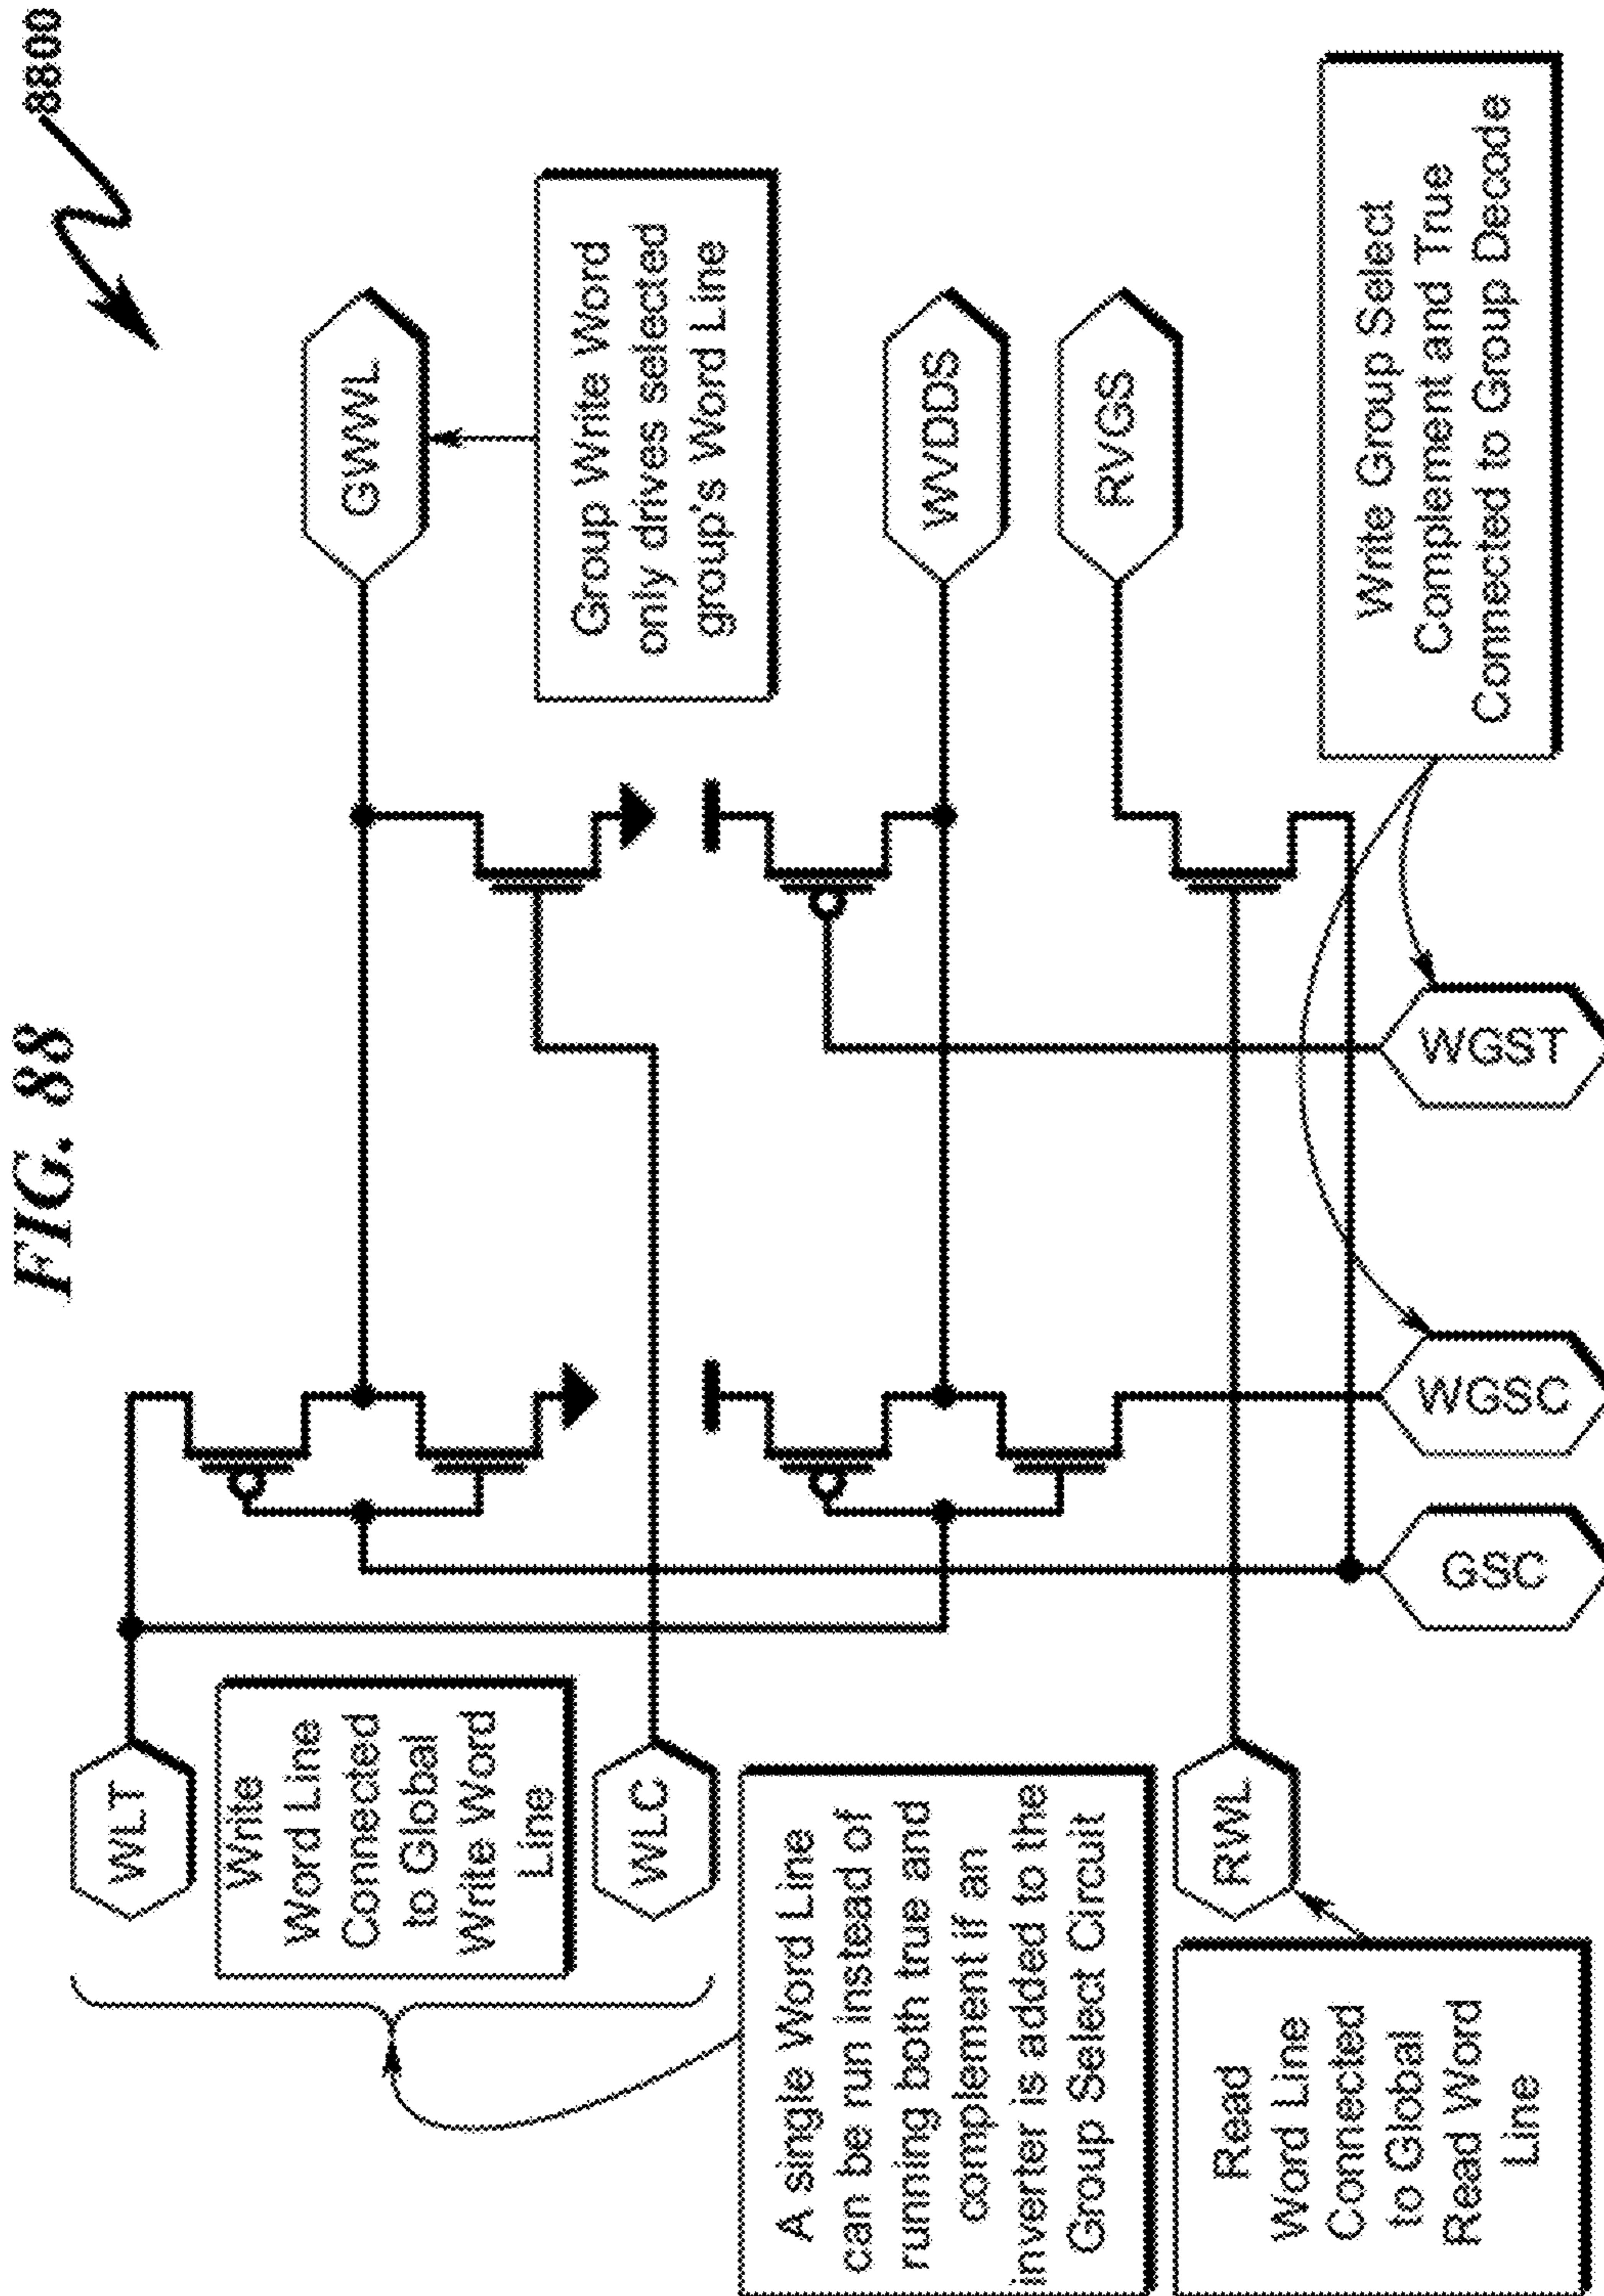 FIG. 88
8800
WLT
Write
Word Line
Connected
to Global
Write Word
Line
WLC
A single Word Line
can be run instead of
running both true and
complement if an
inverter is added to the
Group Select Circuit
RWL
Read
Word Line
Connected
to Global
Read Word
Line
GWWL
Group Write Word
only drives selected
group's Word Line
WVDDS
RVGS
GSC
WGSC
WGST
Write Group Select
Complement and True
Connected to Group Decode